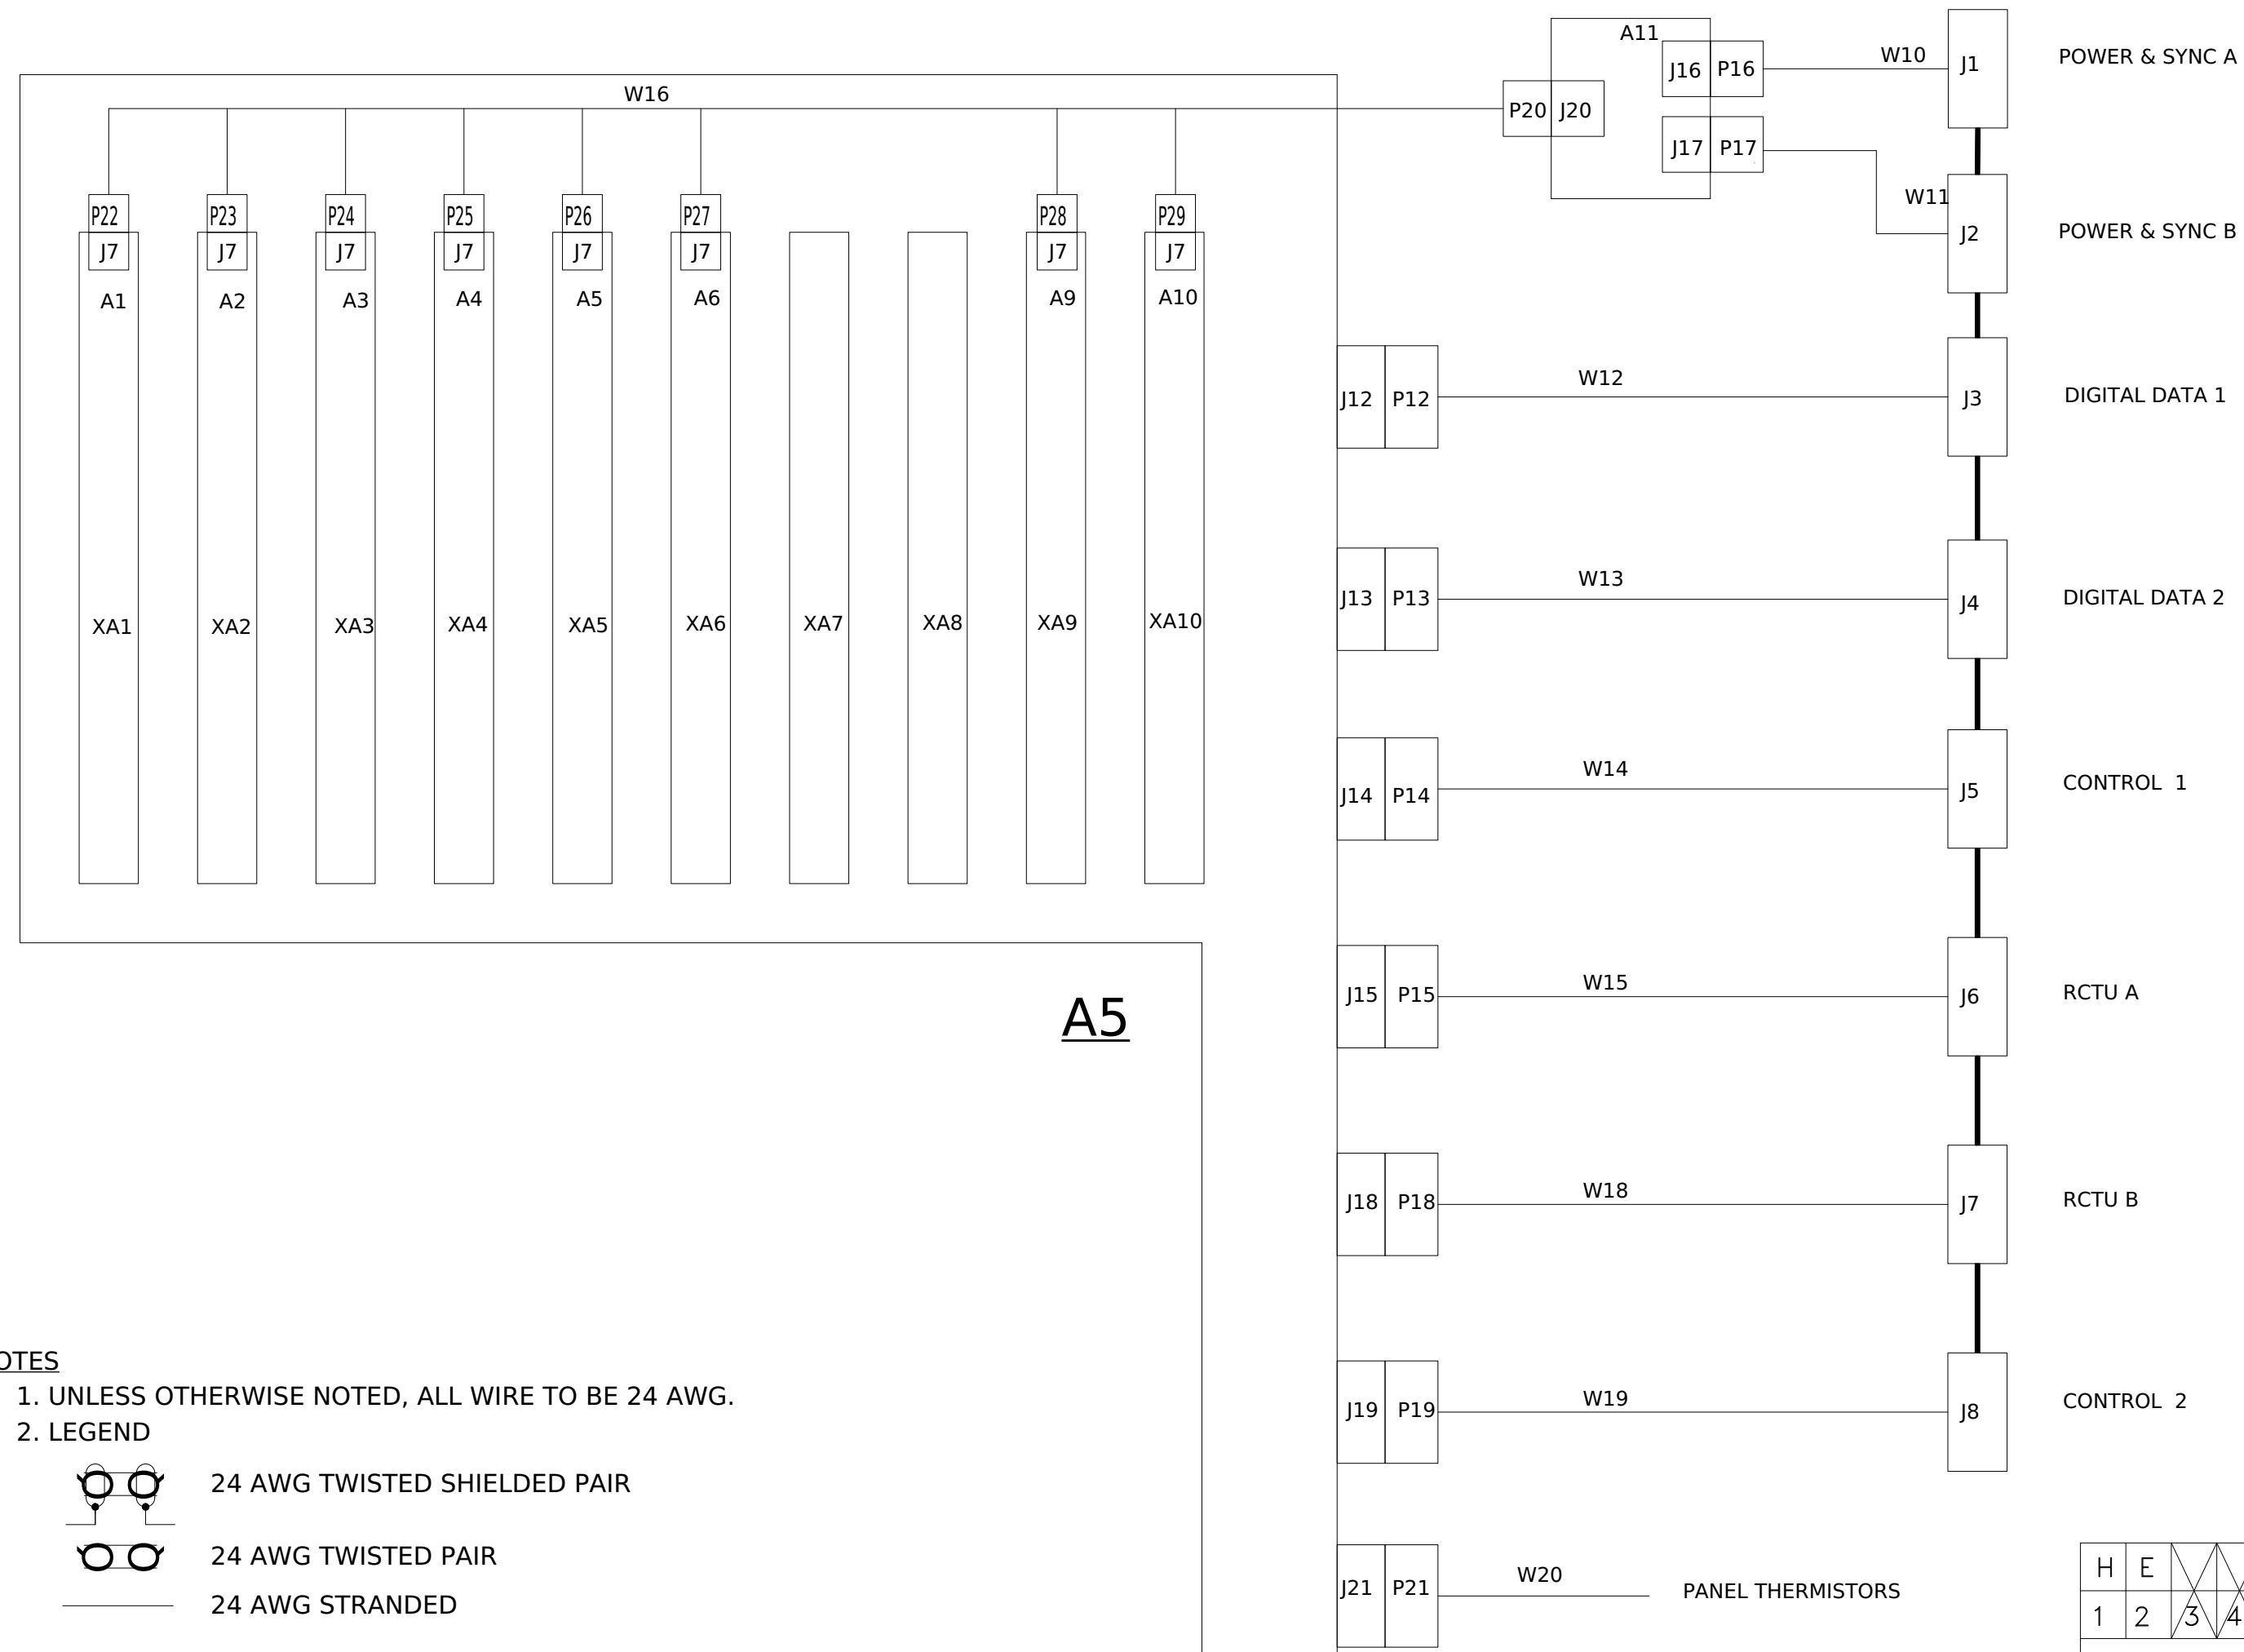 A11
J16 P16
W10
J1
POWER & SYNC A
W16
P20 J20
J17 P17
W11
J2
POWER & SYNC B
P22 P23 P24 P25 P26 P27 P28 P29
J7 J7 J7 J7 J7 J7 J7 J7
A1 A2 A3 A4 A5 A6 A9 A10
J12 P12
W12
J3
DIGITAL DATA 1
XA1 XA2 XA3 XA4 XA5 XA6 XA7 XA8 XA9 XA10
J13 P13
W13
J4
DIGITAL DATA 2
J14 P14
W14
J5
CONTROL 1
A5
J15 P15
W15
J6
RCTU A
J18 P18
W18
J7
RCTU B
J19 P19
W19
J8
CONTROL 2
J21 P21
W20
PANEL THERMISTORS
OTES
1. UNLESS OTHERWISE NOTED, ALL WIRE TO BE 24 AWG.
2. LEGEND
24 AWG TWISTED SHIELDED PAIR
24 AWG TWISTED PAIR
24 AWG STRANDED
H E
1 2 3 4